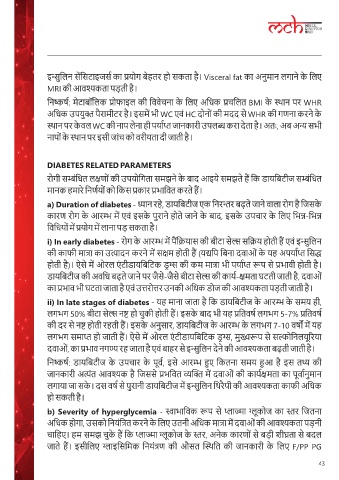 mch
इन्सुलिन सेंसिटाइजर्स का प्रयोग बेहतर हो सकता है। Visceral fat का अनुमान लगाने के लिए
MRI की आवश्यकता पड़ती है।
निष्कर्ष: मेटाबॉलिक प्रोफाइल की विवेचना के लिए अधिक प्रचलित BMI के स्थान पर WHR
अधिक उपयुक्त पैरामीटर है। इसमें भी WC एवं HC दोनों की मदद से WHR की गणना करने के
स्थान पर केवल WC की नाप लेना ही पर्याप्त जानकारी उपलब्ध करा देता है। अतः, अब अन्य सभी
नापों के स्थान पर इसी जांच को वरीयता दी जाती है।
DIABETES RELATED PARAMETERS
रोगी सम्बंधित लक्षणों की उपयोगिता समझने के बाद आइये समझते हैं कि डायबिटीज सम्बंधित
मानक हमारे निर्णयों को किस प्रकार प्रभावित करते हैं।
a) Duration of diabetes - ध्यान रहे, डायबिटीज एक निरन्तर बढ़ते जाने वाला रोग है जिसके
कारण रोग के आरम्भ में एवं इसके पुराने होते जाने के बाद, इसके उपचार के लिए भिन्न-भिन्न
विधियों में प्रयोग में लाना पड़ सकता है।
i) In early diabetes - रोग के आरम्भ में पैंक्रियास की बीटा सेल्स सक्रिय होती हैं एवं इन्सुलिन
की काफी मात्रा का उत्पादन करने में सक्षम होती हैं (यद्यपि बिना दवाओं के यह अपर्याप्त सिद्ध
होती है)। ऐसे में ओरल एंटीडायबिटिक ड्रग्स की कम मात्रा भी पर्याप्त रूप से प्रभावी होती है।
डायबिटीज की अवधि बढ़ते जाने पर जैसे-जैसे बीटा सेल्स की कार्य-क्षमता घटती जाती है, दवाओं
का प्रभाव भी घटता जाता है एवं उत्तरोत्तर उनकी अधिक डोज की आवश्यकता पड़ती जाती है।
ii) In late stages of diabetes - यह माना जाता है कि डायबिटीज के आरम्भ के समय ही,
लगभग 50% बीटा सेल्स नष्ट हो चुकी होती हैं। इसके बाद भी यह प्रतिवर्ष लगभग 5-7% प्रतिवर्ष
की दर से नष्ट होती रहती हैं। इसके अनुसार, डायबिटीज के आरम्भ के लगभग 7-10 वर्षों में यह
लगभग समाप्त हो जाती हैं। ऐसे में ओरल एंटीडायबिटिक ड्रग्स, मुख्यरूप से सल्फोनिलयूरिया
दवाओं, का प्रभाव नगण्य रह जाता है एवं बाहर से इन्सुलिन देने की आवश्यकता बढ़ती जाती है।
निष्कर्ष: डायबिटीज के उपचार के पूर्व, इसे आरम्भ हुए कितना समय हुआ है इस तथ्य की
जानकारी अत्यंत आवश्यक है जिससे प्रभावित व्यक्ति में दवाओं की कार्यक्षमता का पूर्वानुमान
लगाया जा सके। दस वर्ष से पुरानी डायबिटीज में इन्सुलिन थिरैपी की आवश्यकता काफी अधिक
हो सकती है।
b) Severity of hyperglycemia - स्वाभाविक रूप से प्लाज्मा ग्लूकोज का स्तर जितना
अधिक होगा, उसको नियंत्रित करने के लिए उतनी अधिक मात्रा में दवाओं की आवश्यकता पड़नी
चाहिए। हम समझ चुके हैं कि प्लाज्मा ग्लूकोज के स्तर, अनेक कारणों से बड़ी शीघ्रता से बदल
जाते हैं। इसीलिए ग्लाइसिमिक नियंत्रण की औसत स्थिति की जानकारी के लिए F/PP PG
43